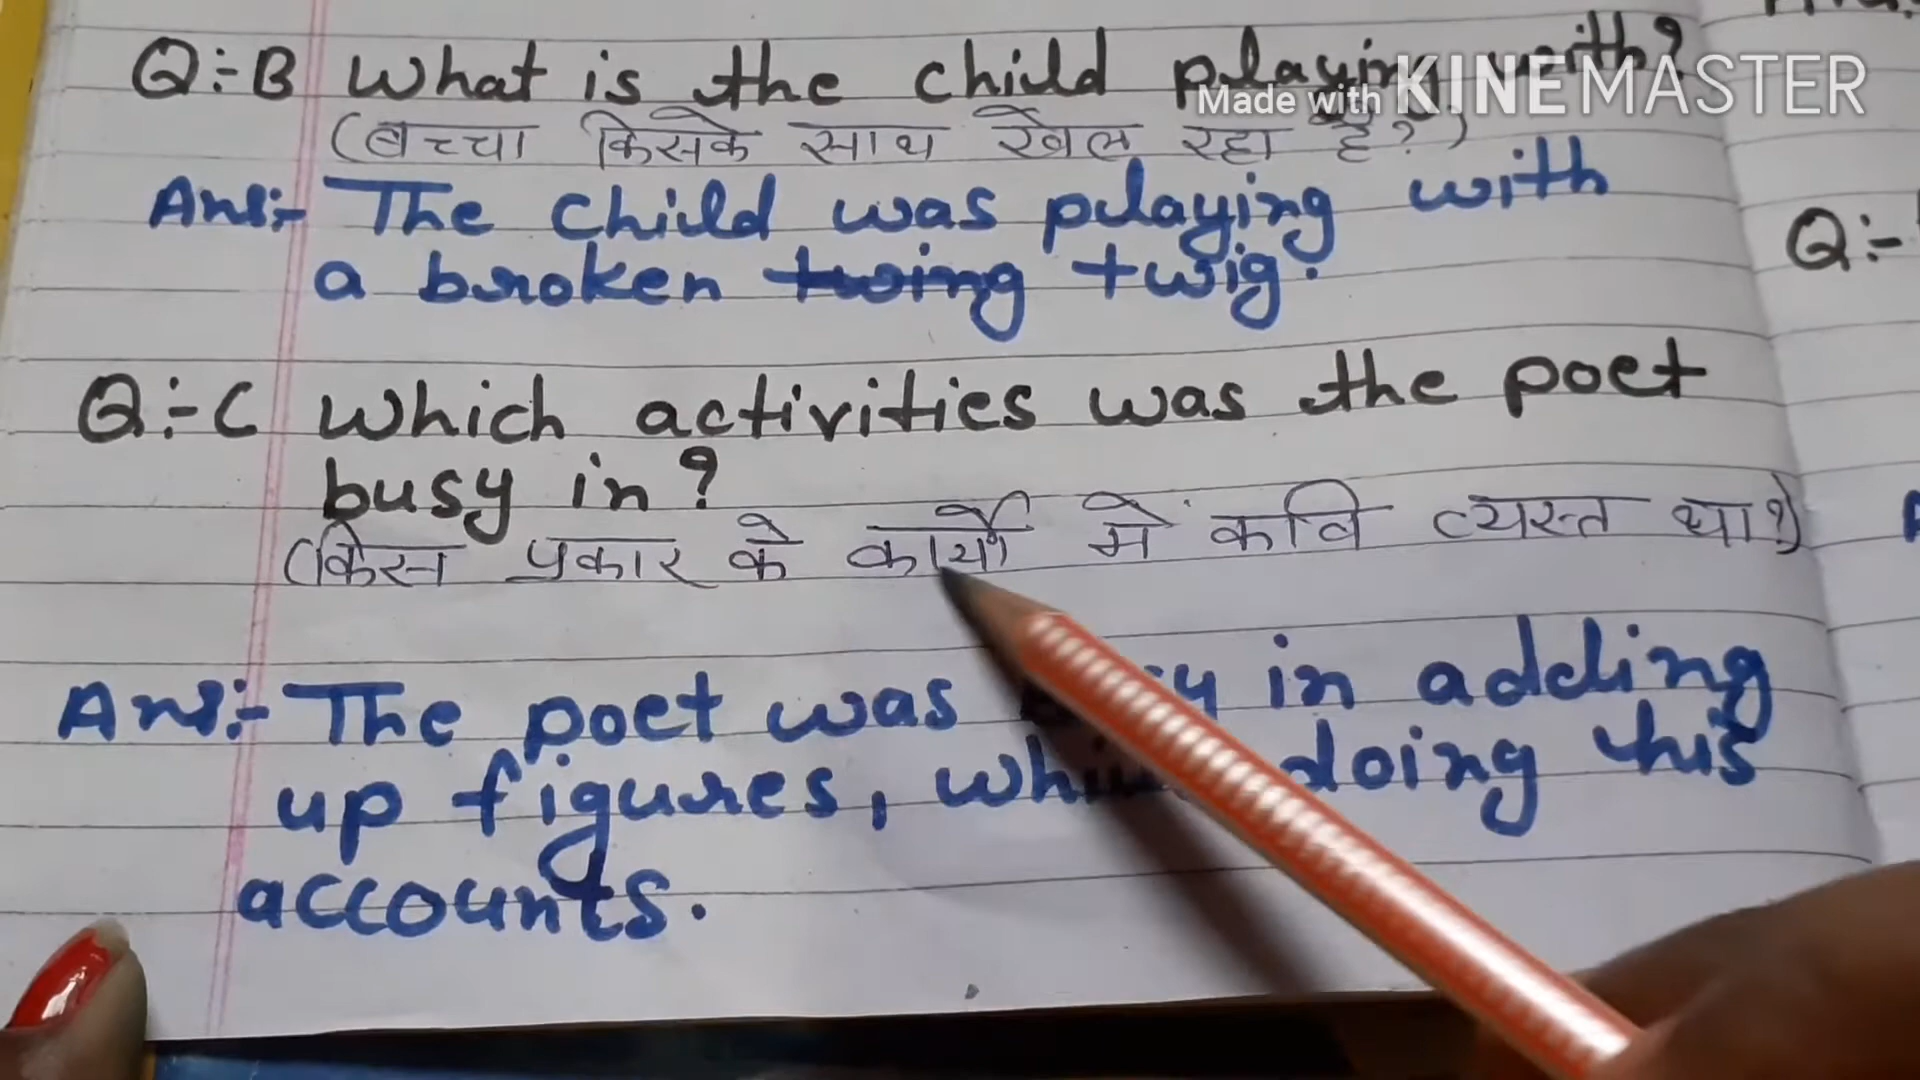 Q:-B What is the child playing with?
Made with KINEMASTER
(बच्चा किसके साथ खेल रहा है?)
Ans:- The child was playing with
a broken twing twig.
Q:-C Which activities was the poet
busy in?
(किस प्रकार के कार्यो में कवि व्यस्त था?)
Ans:- The poet was in adding
up figures, doing this
accounts.
Q:-